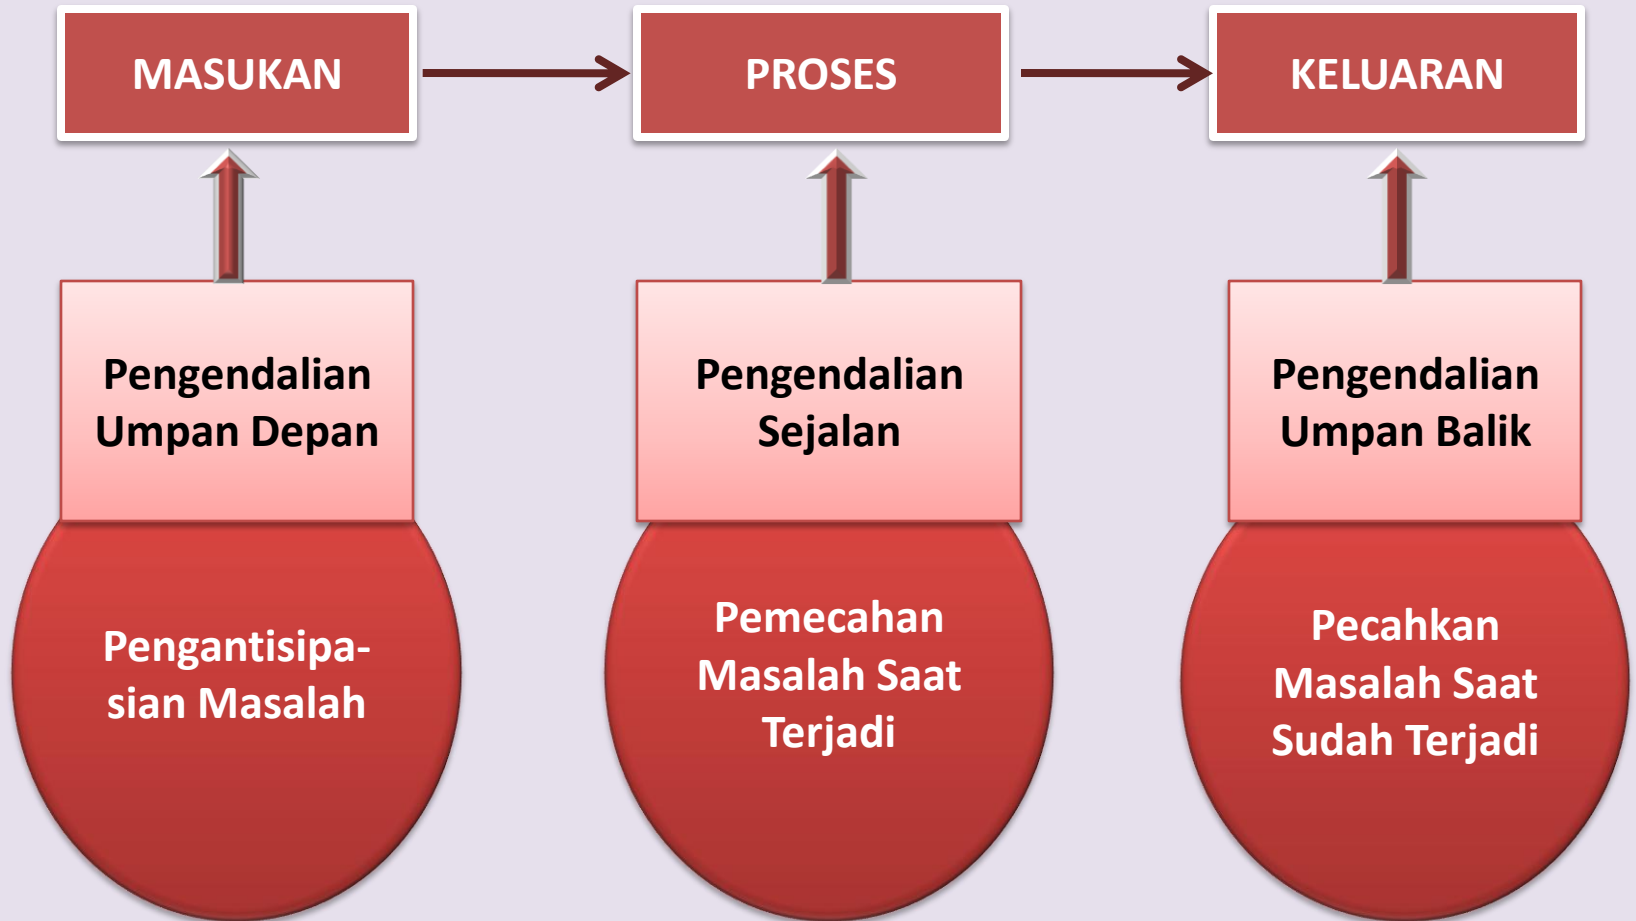 MASUKAN
PROSES
KELUARAN
Pengendalian
Umpan Depan
Pengendalian
Sejalan
Pengendalian
Umpan Balik
Pengantisipa-
sian Masalah
Pemecahan
Masalah Saat
Terjadi
Pecahkan
Masalah Saat
Sudah Terjadi